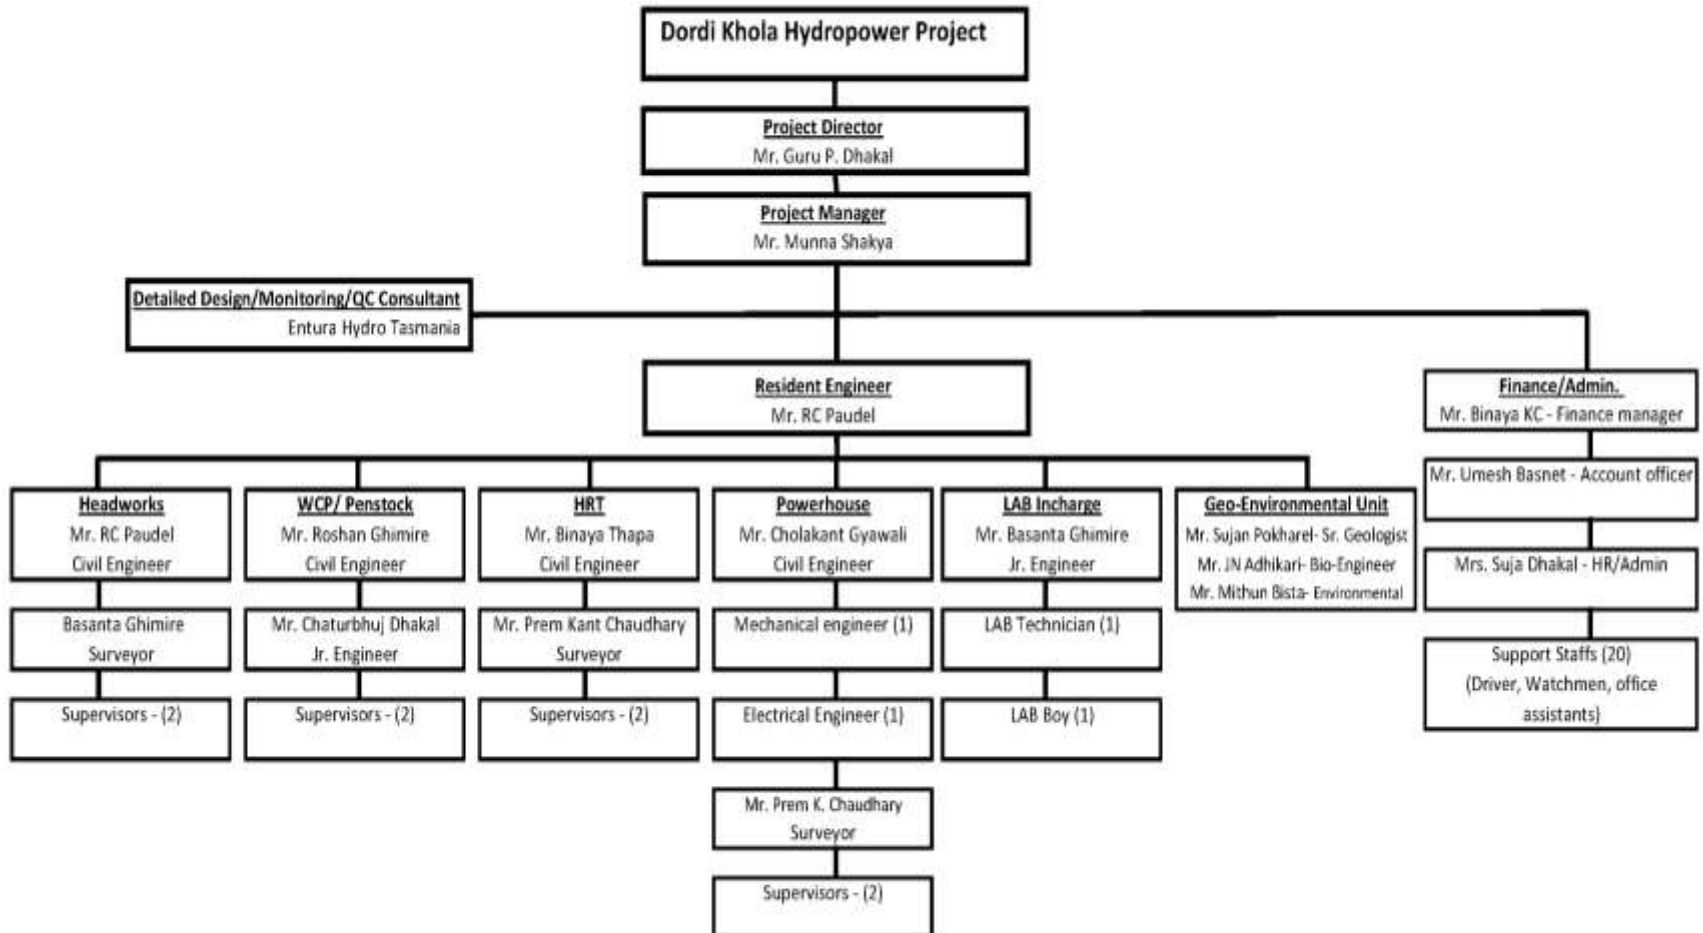 Dordi Khola Hydropower Project
Project Director
Mr. Guru P. Dhakal
Project Manager
Mr. Munna Shakya
Detailed Design/Monitoring/QC Consultant
Entura Hydro Tasmania
Resident Engineer
Mr. RC Paudel
Finance/Admin.
Mr. Binaya KC - Finance manager
Mr. Umesh Basnet - Account officer
Mrs. Suja Dhakal - HR/Admin
Support Staffs (20)
(Driver, Watchmen, office
assistants)
Headworks
Mr. RC Paudel
Civil Engineer
Basanta Ghimire
Surveyor
Supervisors - (2)
WCP/ Penstock
Mr. Roshan Ghimire
Civil Engineer
Mr. Chaturbhuj Dhakal
Jr. Engineer
Supervisors - (2)
HRT
Mr. Binaya Thapa
Civil Engineer
Mr. Prem Kant Chaudhary
Surveyor
Supervisors - (2)
Powerhouse
Mr. Cholakant Gyawali
Civil Engineer
Mechanical engineer (1)
Electrical Engineer (1)
Mr. Prem K. Chaudhary
Surveyor
Supervisors - (2)
LAB Incharge
Mr. Basanta Ghimire
Jr. Engineer
LAB Technician (1)
LAB Boy (1)
Geo-Environmental Unit
Mr. Sujan Pokharel- Sr. Geologist
Mr. JN Adhikari- Bio-Engineer
Mr. Mithun Bista- Environmental